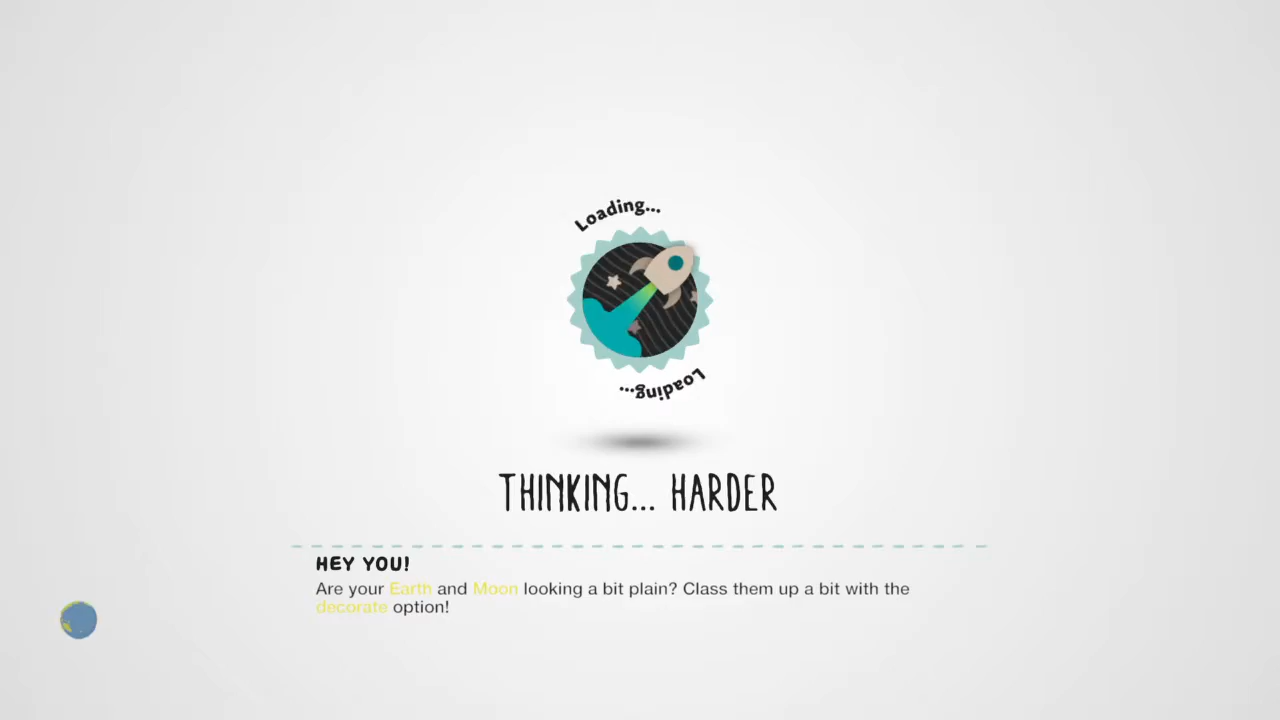 Loading...
Loading...
THINKING... HARDER
HEY YOU!
Are your Earth and Moon looking a bit plain? Class them up a bit with the
decorate option!